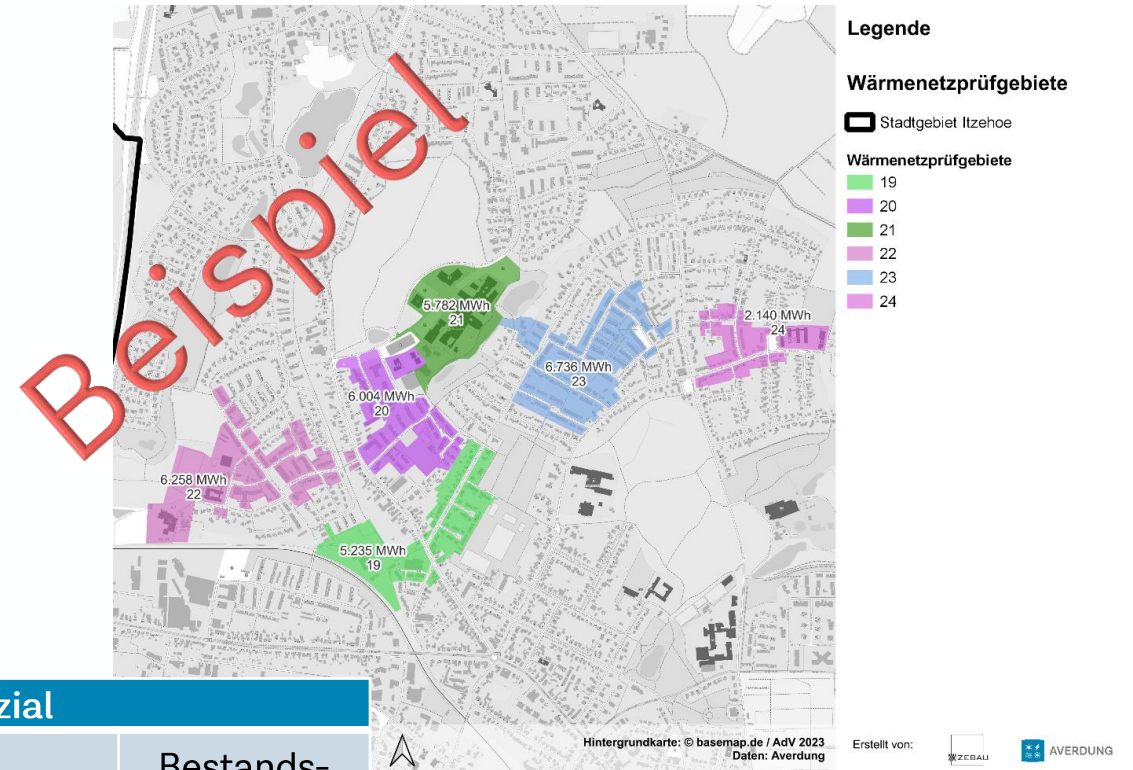 Legende
Wärmenetzprüfgebiete
Stadtgebiet Itzehoe
Wärmenetzprüfgebiete
19
20
21
22
23
24
Beispiel
5.782 MWh
21
2.140 MWh
24
6.736 MWh
23
6.004 MWh
20
6.258 MWh
22
5.235 MWh
19
zial
Bestands-
Hintergrundkarte: © basemap.de / AdV 2023
Daten: Averdung
Erstellt von:
ZEBAU
AVERDUNG